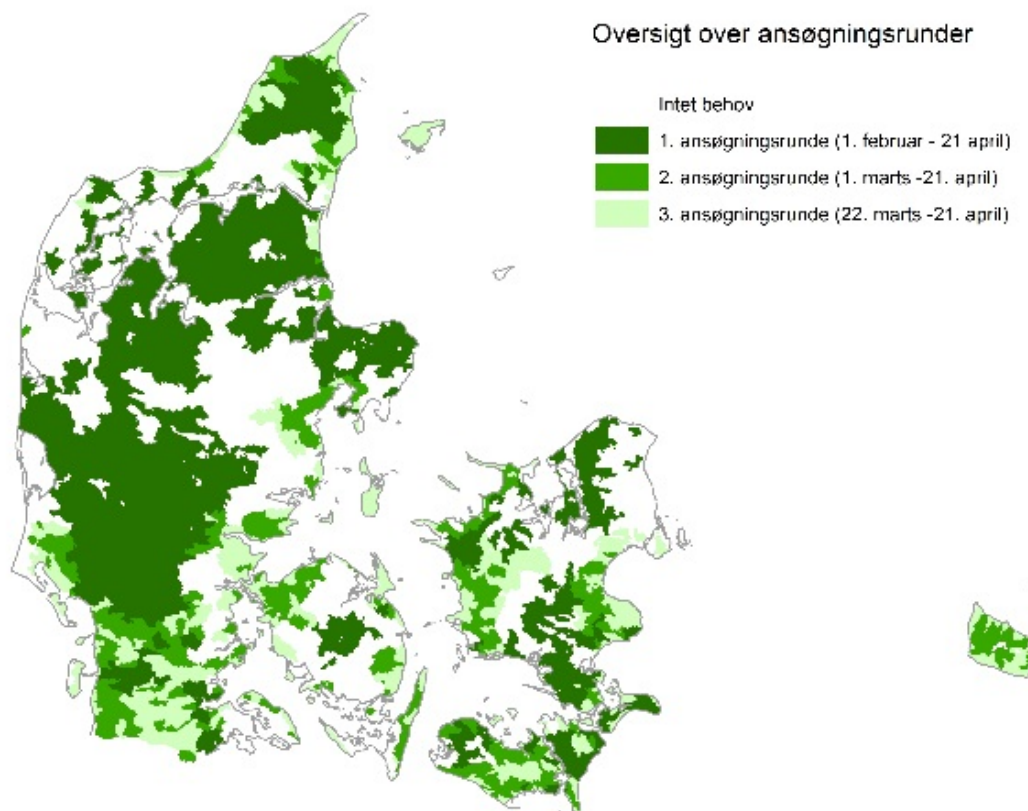 Oversigt over ansøgningsrunder
Intet behov
1. ansøgningsrunde (1. februar - 21 april)
2. ansøgningsrunde (1. marts -21. april)
3. ansøgningsrunde (22. marts -21. april)